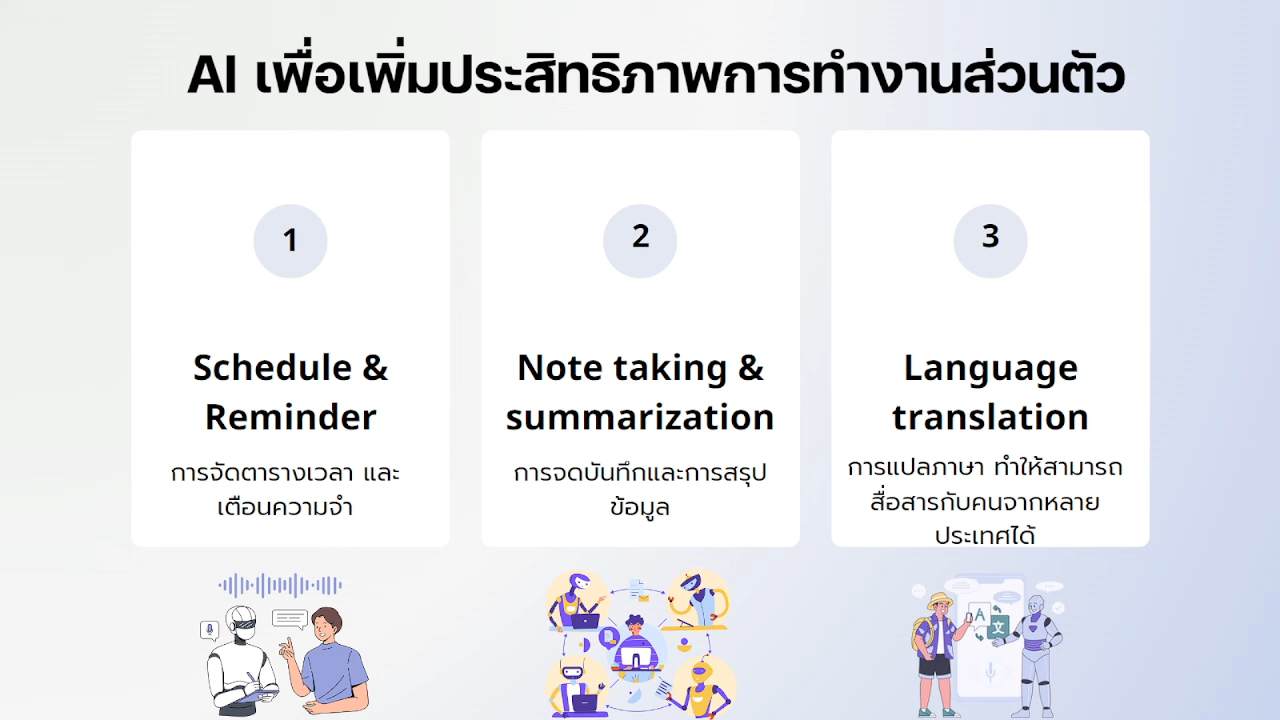 AI เพื่อเพิ่มประสิทธิภาพการทำงานส่วนตัว
1
Schedule &
Reminder
การจัดตารางเวลา และ
เตือนความจำ
2
Note taking &
summarization
การจดบันทึกและการสรุป
ข้อมูล
3
Language
translation
การแปลภาษา ทำให้สามารถ
สื่อสารกับคนจากหลาย
ประเทศได้
A
文